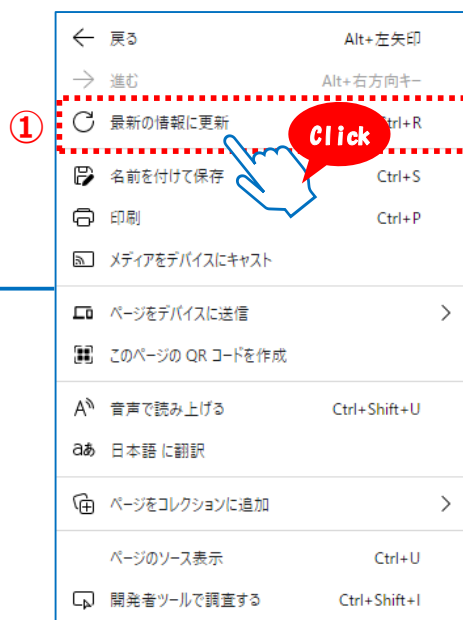 戻る Alt+左矢印
進む Alt+右方向キー
① 最新の情報に更新 Click trl+R
名前を付けて保存 Ctrl+S
印刷 Ctrl+P
メディアをデバイスにキャスト
ページをデバイスに送信
このページの QR コードを作成
A 音声で読み上げる Ctrl+Shift+U
aあ 日本語 に翻訳
ページをコレクションに追加
ページのソース表示 Ctrl+U
開発者ツールで調査する Ctrl+Shift+I